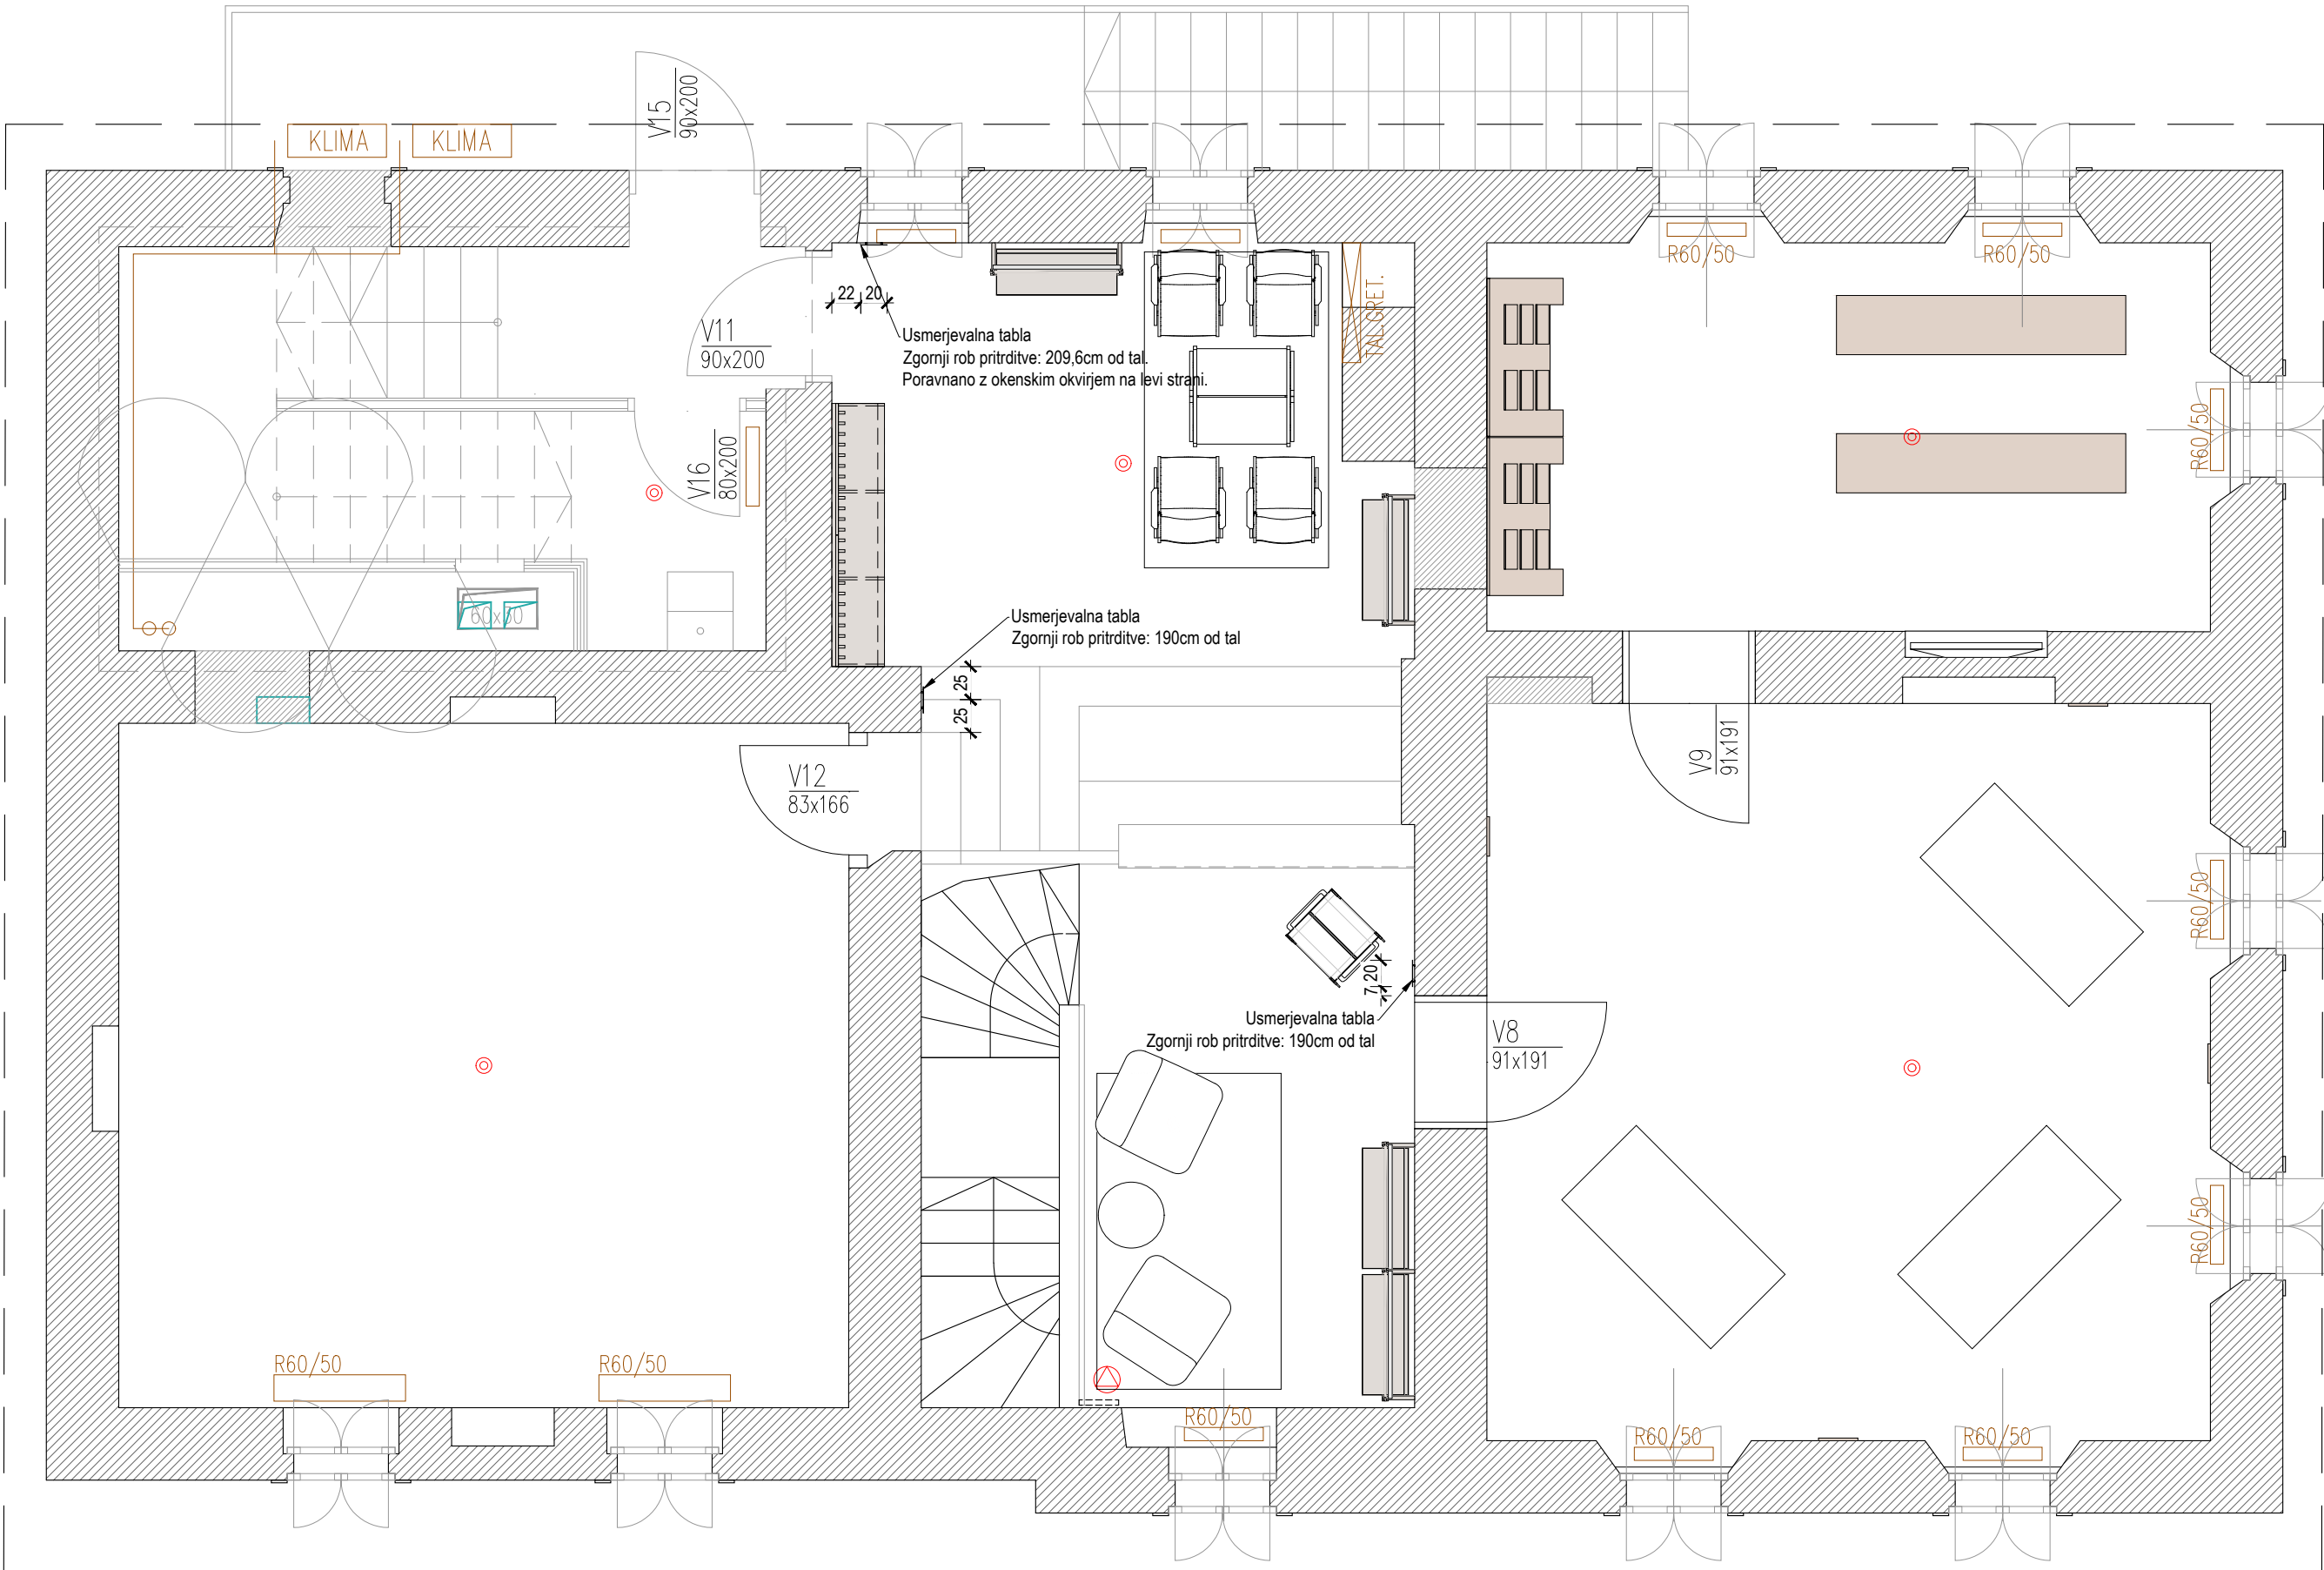 KLIMA
KLIMA
V15
90x200
R60/50
R60/50
TAL.GRET.
22
20
V11
90x200
Usmerjevalna tabla
Zgornji rob pritrditve: 209,6cm od tal.
Poravnano z okenskim okvirjem na levi strani.
V16
80x200
R60/50
60x60
Usmerjevalna tabla
Zgornji rob pritrditve: 190cm od tal
25
25
V12
83x166
V9
91x191
R60/50
20
7
Usmerjevalna tabla
Zgornji rob pritrditve: 190cm od tal
V8
91x191
R60/50
R60/50
R60/50
R60/50
R60/50
R60/50